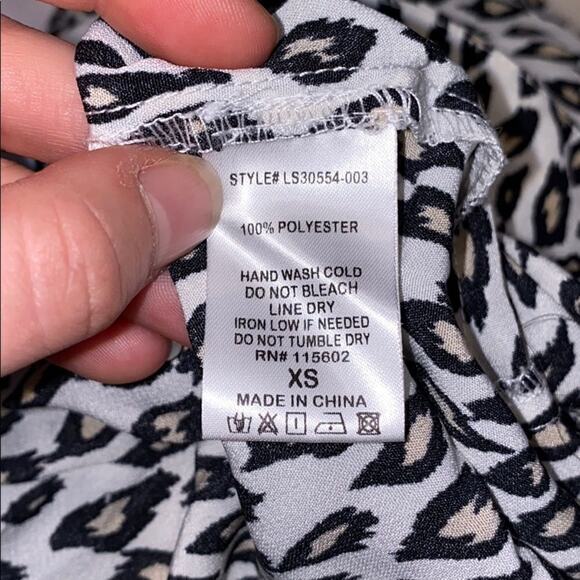 STYLE# LS30554-003
100% POLYESTER
HAND WASH COLD
DO NOT BLEACH
LINE DRY
IRON LOW IF NEEDED
DO NOT TUMBLE DRY
RN# 115602
XS
MADE IN CHINA